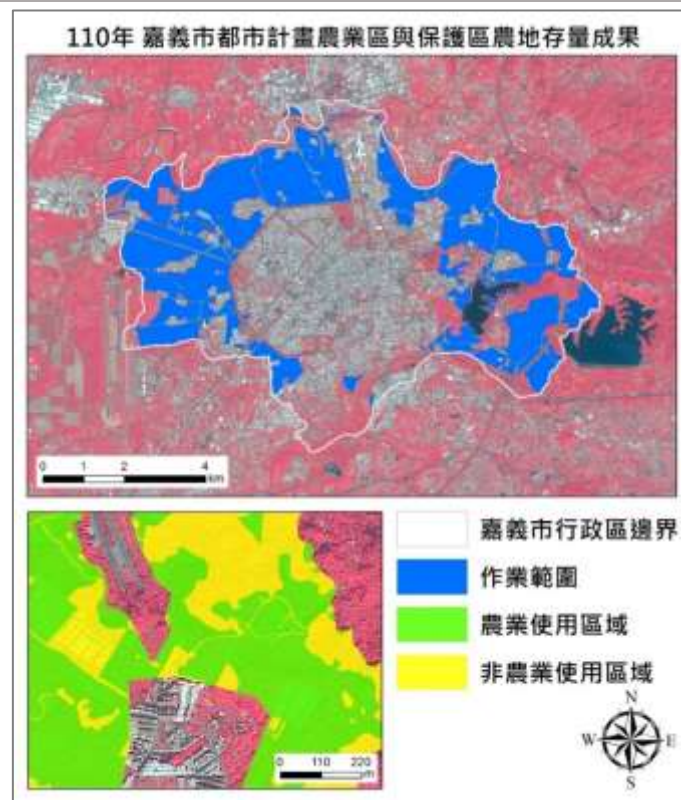 110年 嘉義市都市計畫農業區與保護區農地存量成果
0 1 2 4
km
嘉義市行政區邊界
作業範圍
農業使用區域
非農業使用區域
N
W E
S
0 110 220
m